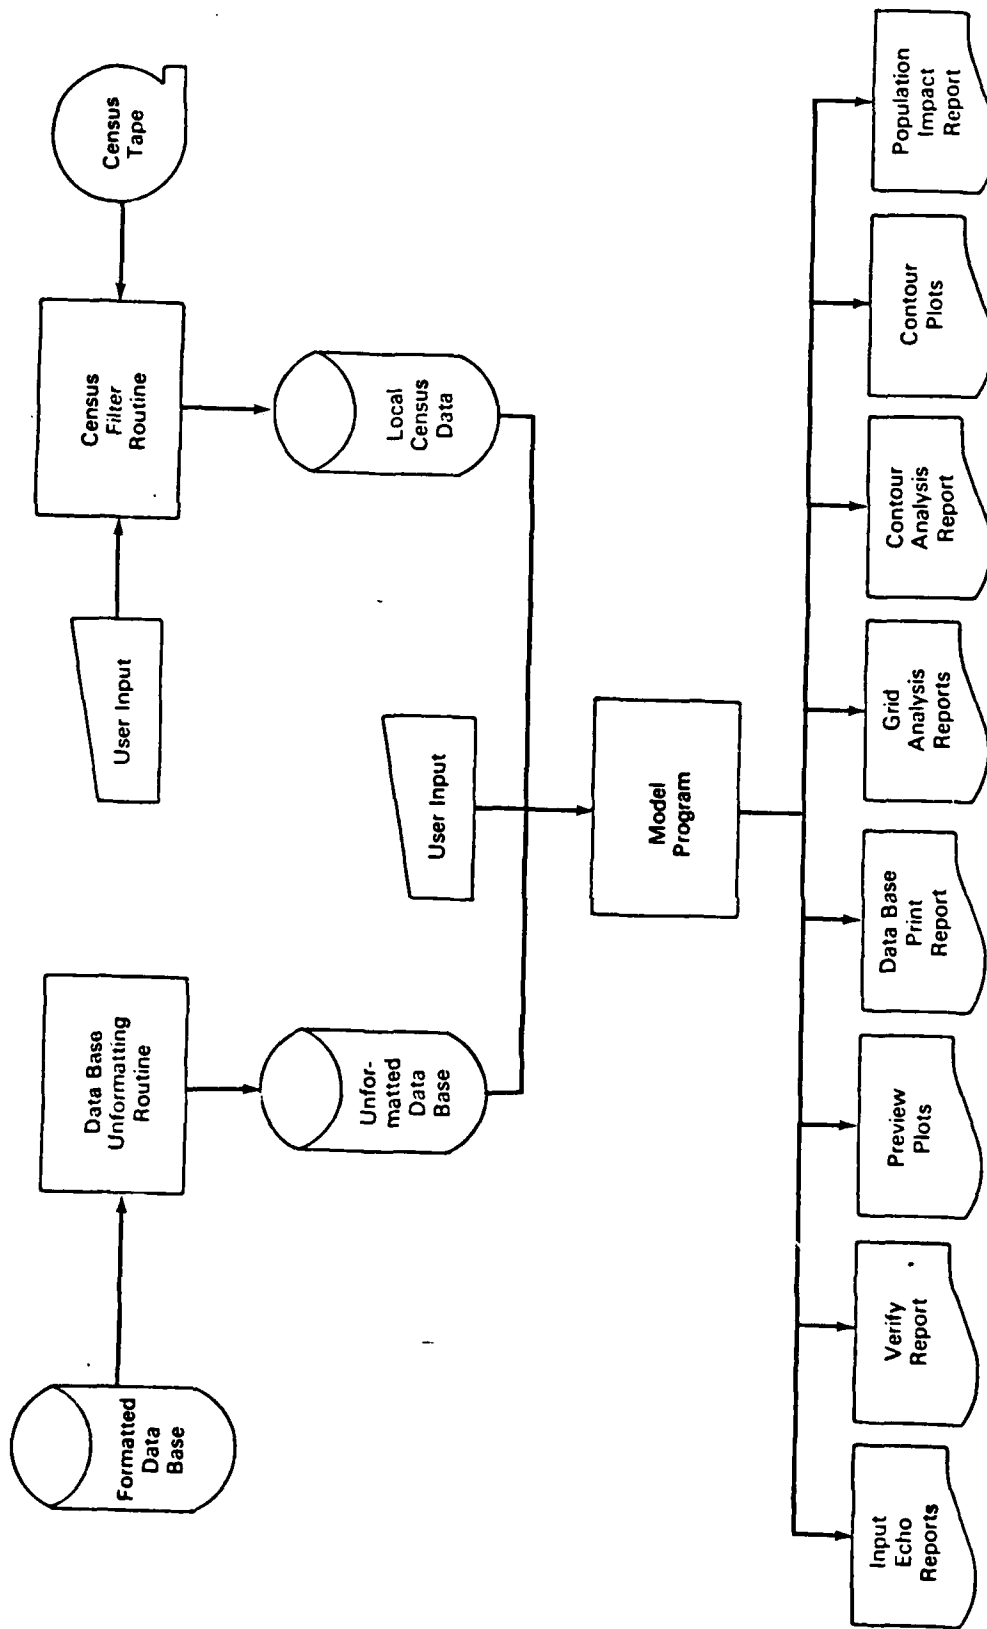 Formatted
Data
Base
Data Base
Unformatting
Routine
User Input
Census
Filter
Routine
Census
Tape
Unfor-
matted
Data
Base
Local
Census
Data
User Input
Model
Program
Input
Echo
Reports
Verify
Report
Preview
Plots
Data Base
Print
Report
Grid
Analysis
Reports
Contour
Analysis
Report
Contour
Plots
Population
Impact
Report